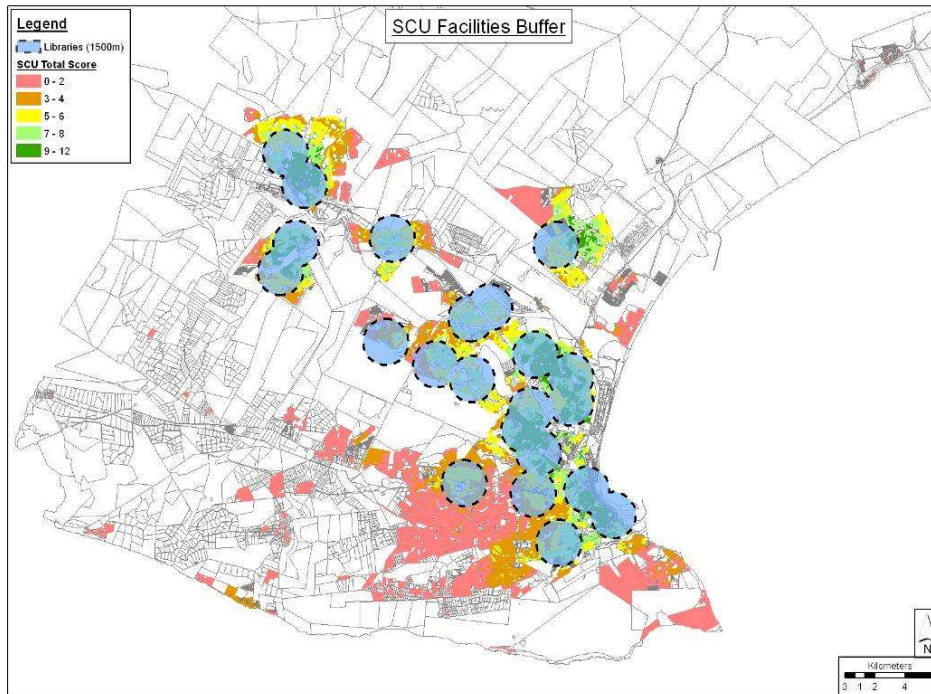 SCU Facilities Buffer
Legend
Libraries (1500m)
SCU Total Score
0 - 2
3 - 4
5 - 6
7 - 8
9 - 12
N
Kilometers
0 1 2 4